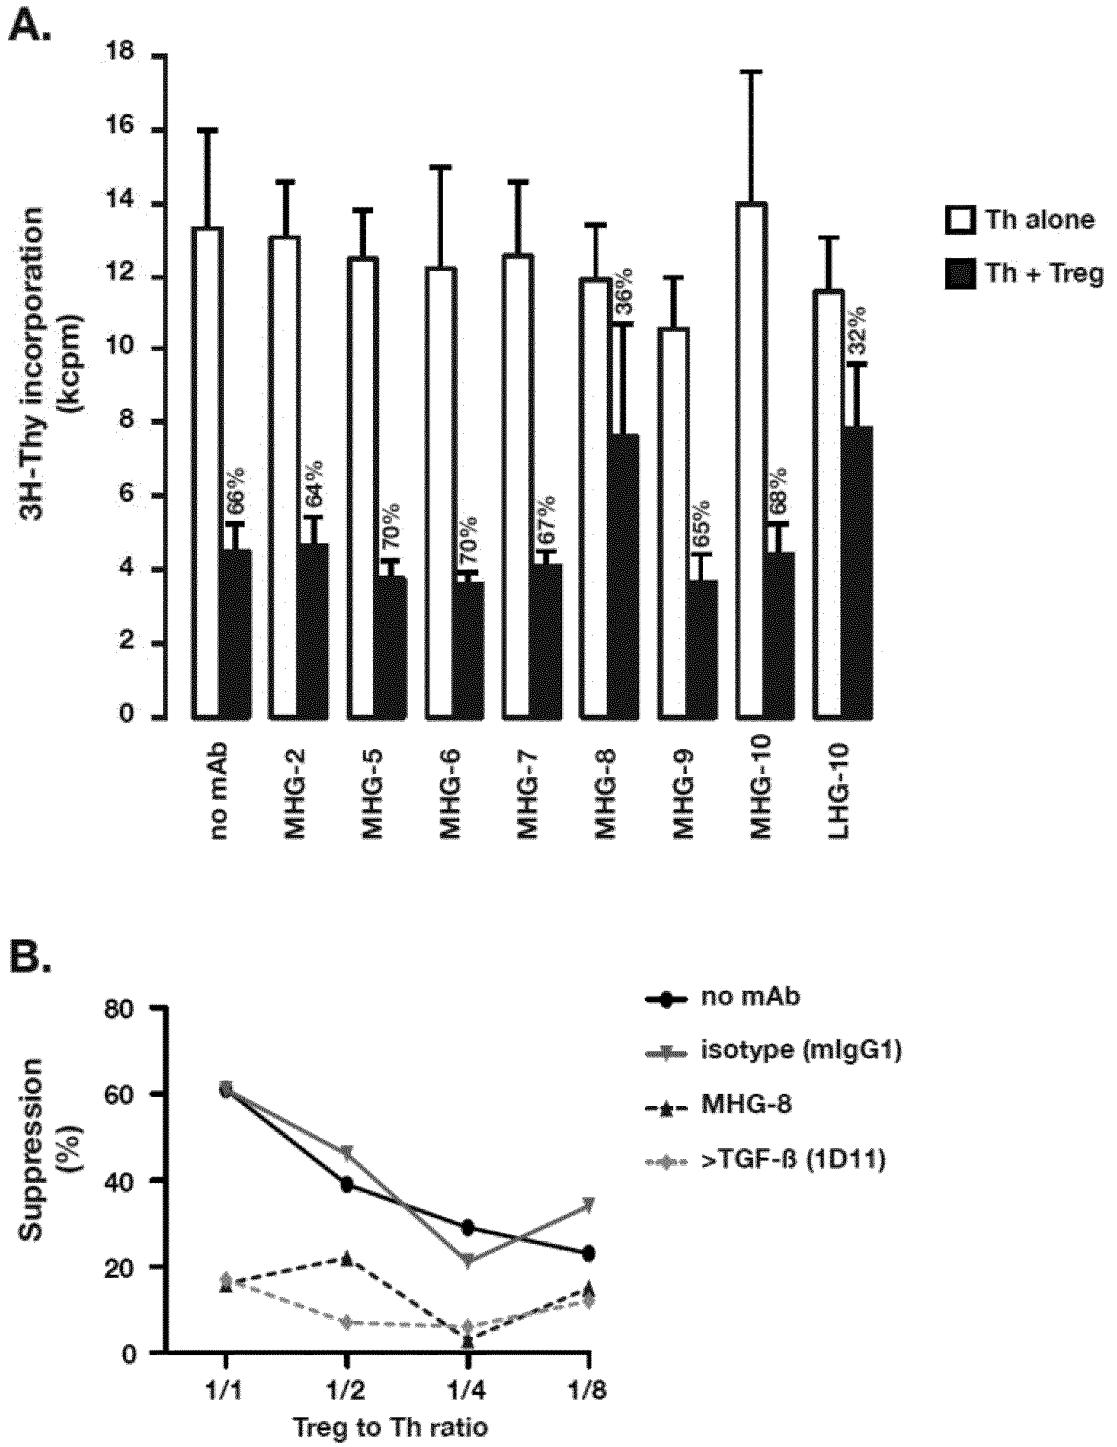 A.
3H-Thy incorporation
(kcpm)
18
16
14
12
10
8
6
4
2
0
66%
64%
70%
70%
67%
36%
65%
68%
32%
no mAb
MHG-2
MHG-5
MHG-6
MHG-7
MHG-8
MHG-9
MHG-10
LHG-10
Th alone
Th + Treg
B.
Suppression
(%)
80
60
40
20
0
1/1
1/2
1/4
1/8
Treg to Th ratio
no mAb
isotype (mIgG1)
MHG-8
>TGF-ß (1D11)